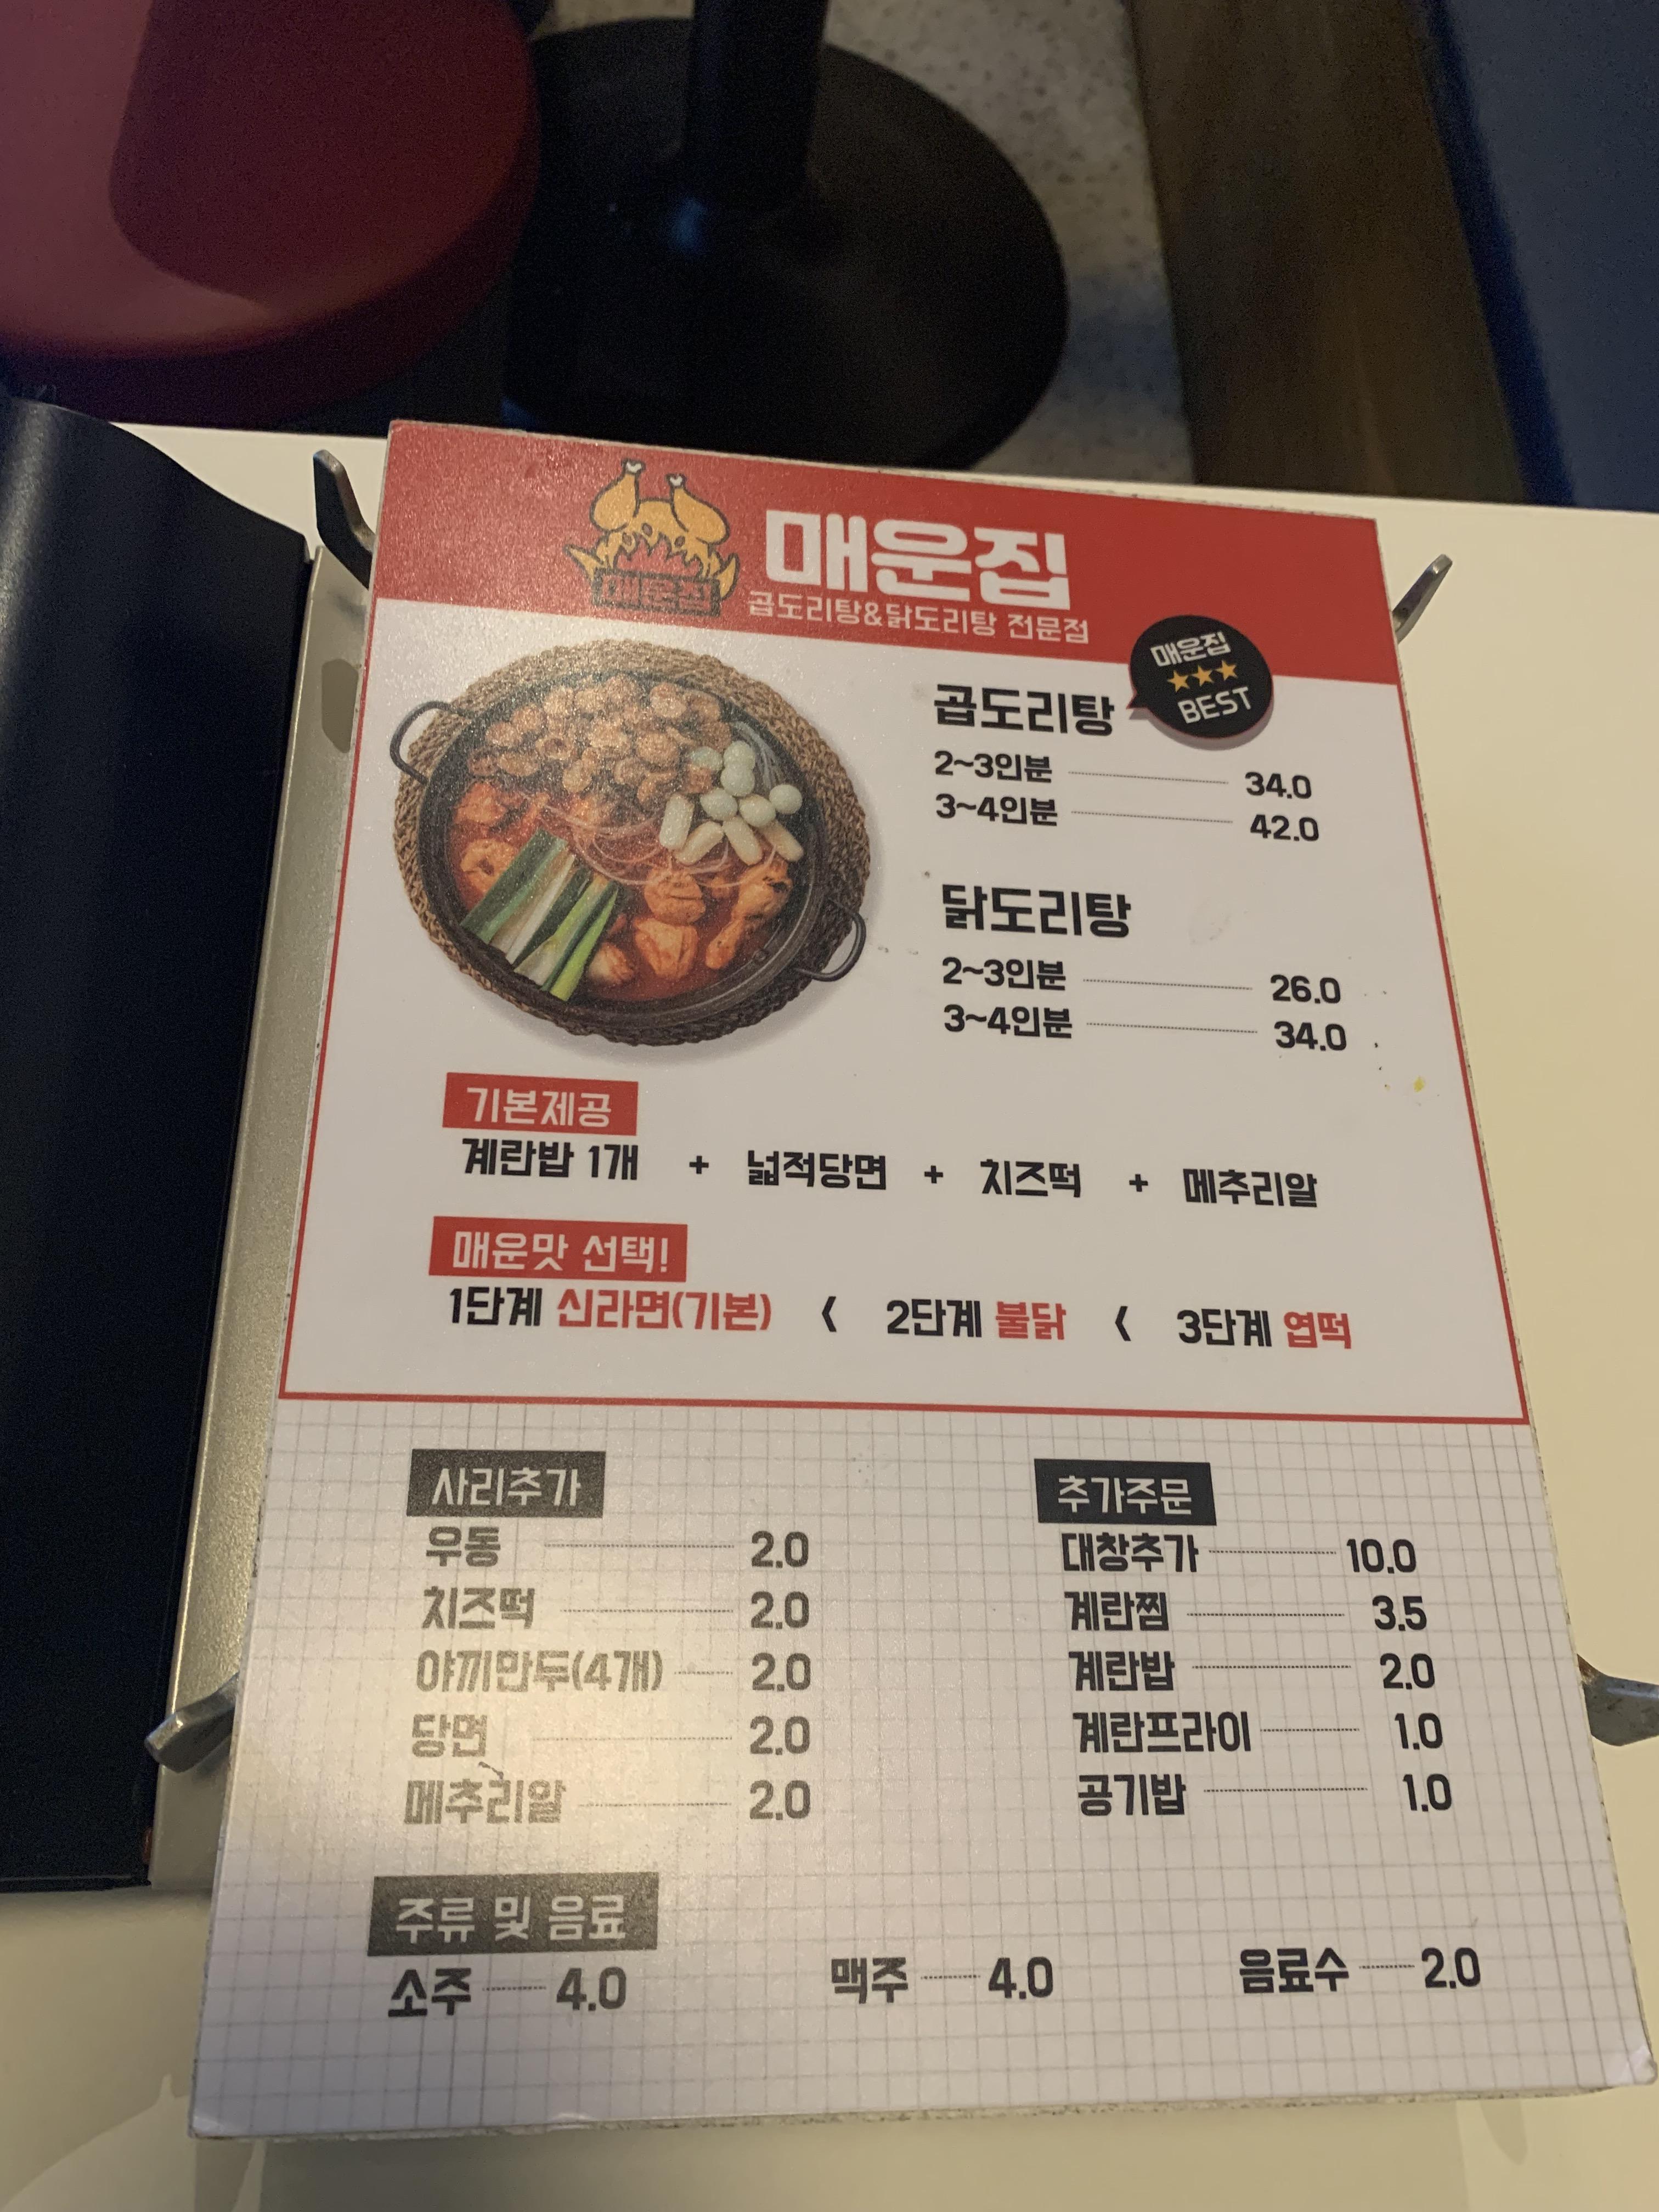 매운집
매운집
곱도리탕&닭도리탕 전문점
매운집
BEST
곱도리탕
2~3인분 34.0
3~4인분 42.0
닭도리탕
2~3인분 26.0
3~4인분 34.0
기본제공
계란밥 1개 + 넓적당면 + 치즈떡 + 메추리알
매운맛 선택!
1단계 신라면(기본) < 2단계 불닭 < 3단계 엽떡
사리추가
우동 2.0
치즈떡 2.0
야끼만두(4개) 2.0
당면 2.0
메추리알 2.0
추가주문
대창추가 10.0
계란찜 3.5
계란밥 2.0
계란프라이 1.0
공기밥 1.0
주류 및 음료
소주 4.0 맥주 4.0 음료수 2.0